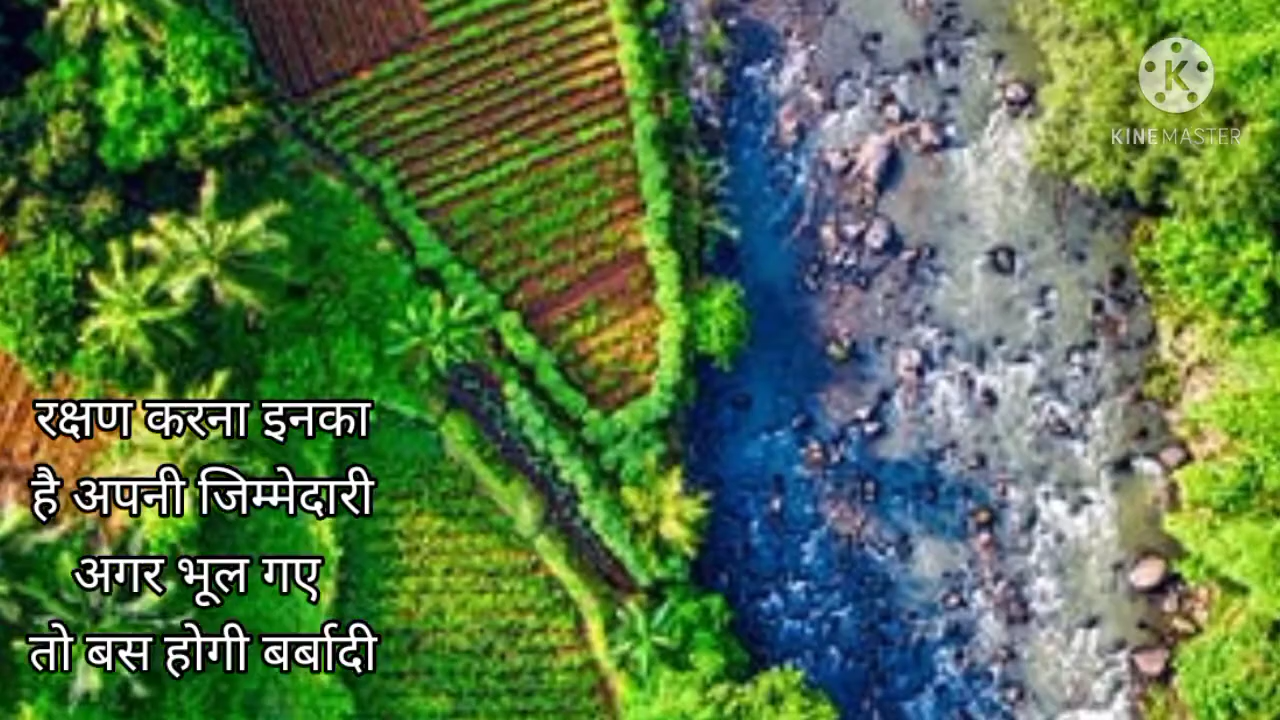 KINEMASTER
रक्षण करना इनका
है अपनी जिम्मेदारी
अगर भूल गए
तो बस होगी बर्बादी